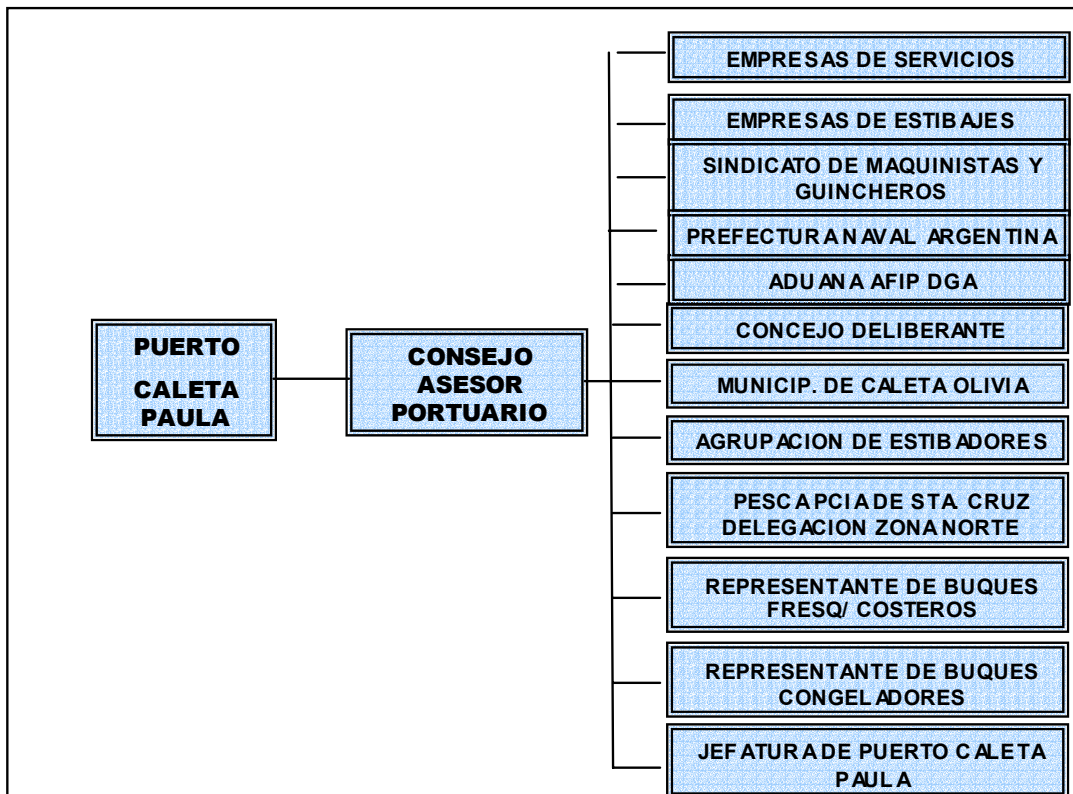 EMPRESAS DE SERVICIOS
EMPRESAS DE ESTIBAJES
SINDICATO DE MAQUINISTAS Y
GUINCHEROS
PREFECTURA NAVAL ARGENTINA
ADUANA AFIP DGA
CONCEJO DELIBERANTE
MUNICIP. DE CALETA OLIVIA
AGRUPACION DE ESTIBADORES
PESCA PCIA DE STA. CRUZ
DELEGACION ZONA NORTE
REPRESENTANTE DE BUQUES
FRESQ/ COSTEROS
REPRESENTANTE DE BUQUES
CONGELADORES
JEFATURA DE PUERTO CALETA
PAULA
PUERTO
CALETA
PAULA
CONSEJO
ASESOR
PORTUARIO